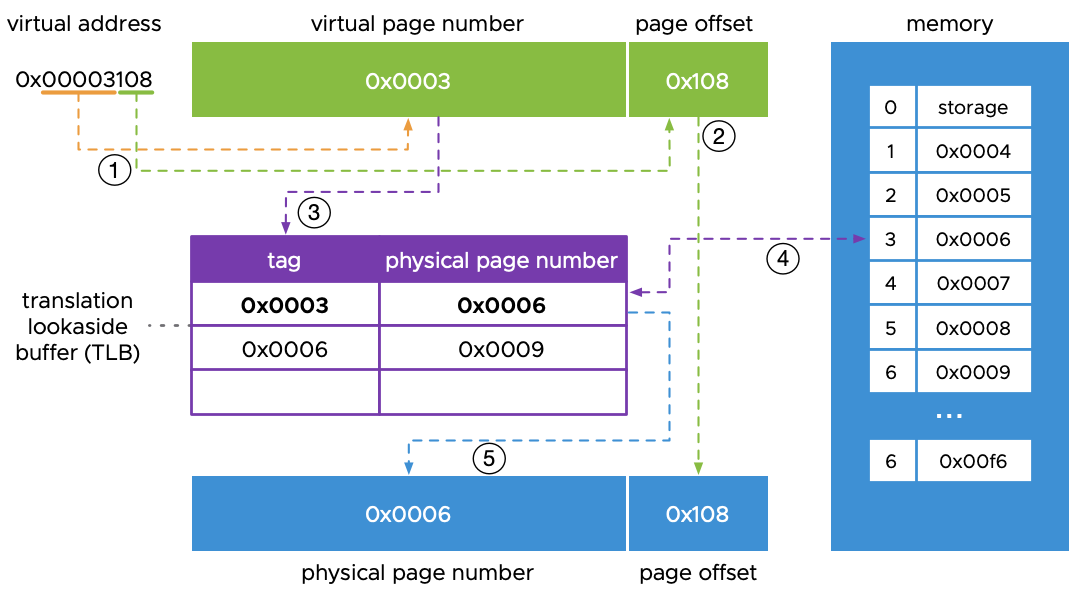 virtual address
virtual page number
page offset
memory
0x00003108
0x0003
0x108
1
2
3
4
5
tag
physical page number
0x0003
0x0006
0x0006
0x0009
translation
lookaside
buffer (TLB)
0 storage
1 0x0004
2 0x0005
3 0x0006
4 0x0007
5 0x0008
6 0x0009
...
6 0x00f6
0x0006
0x108
physical page number
page offset